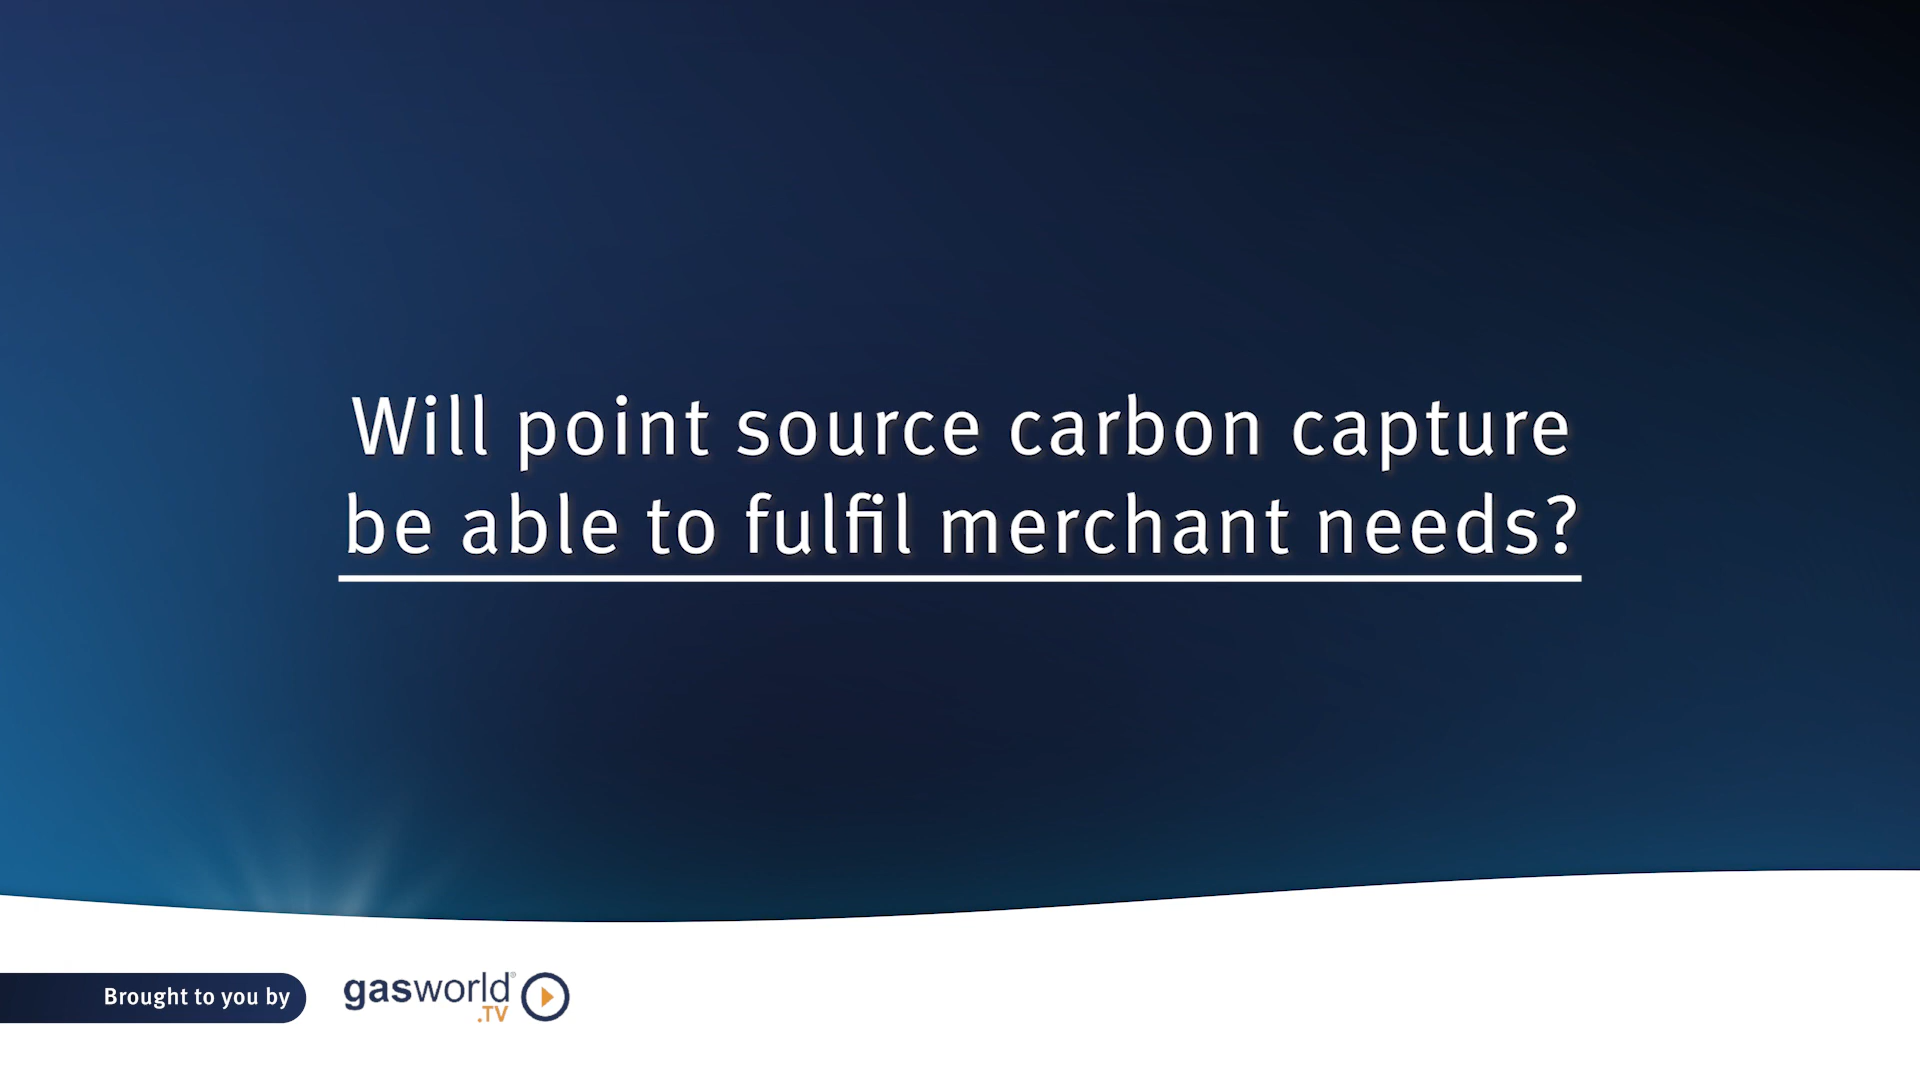 Will point source carbon capture
be able to fulfil merchant needs?
Brought to you by
gasworld®
.TV